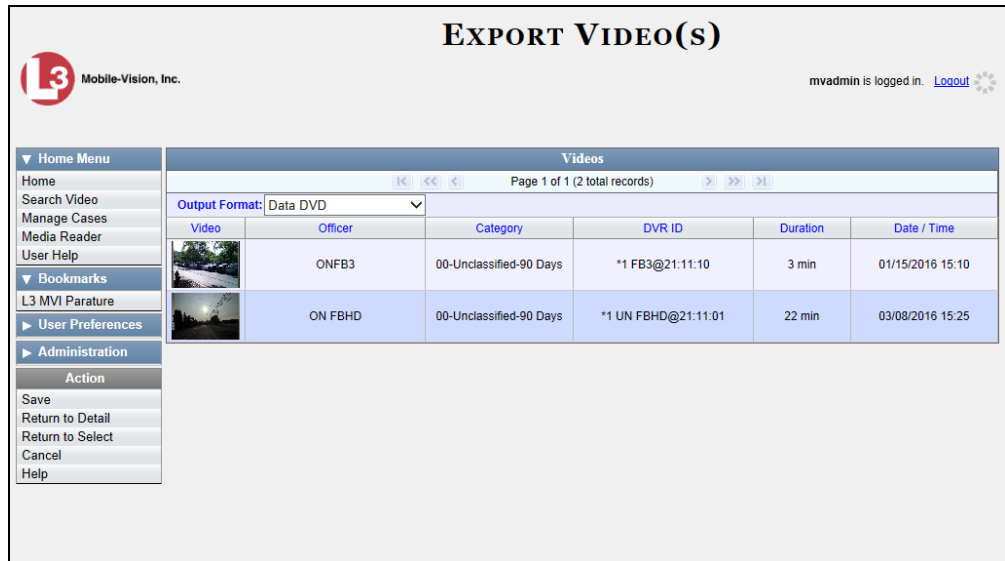 EXPORT VIDEO(S)
L3 Mobile-Vision, Inc.
mvadmin is logged in. Logout
Home Menu
Home
Search Video
Manage Cases
Media Reader
User Help
Bookmarks
L3 MVI Parature
User Preferences
Administration
Action
Save
Return to Detail
Return to Select
Cancel
Help
Videos
Page 1 of 1 (2 total records)
Output Format: Data DVD
Video Officer Category DVR ID Duration Date / Time
ONFB3 00-Unclassified-90 Days *1 FB3@21:11:10 3 min 01/15/2016 15:10
ON FBHD 00-Unclassified-90 Days *1 UN FBHD@21:11:01 22 min 03/08/2016 15:25